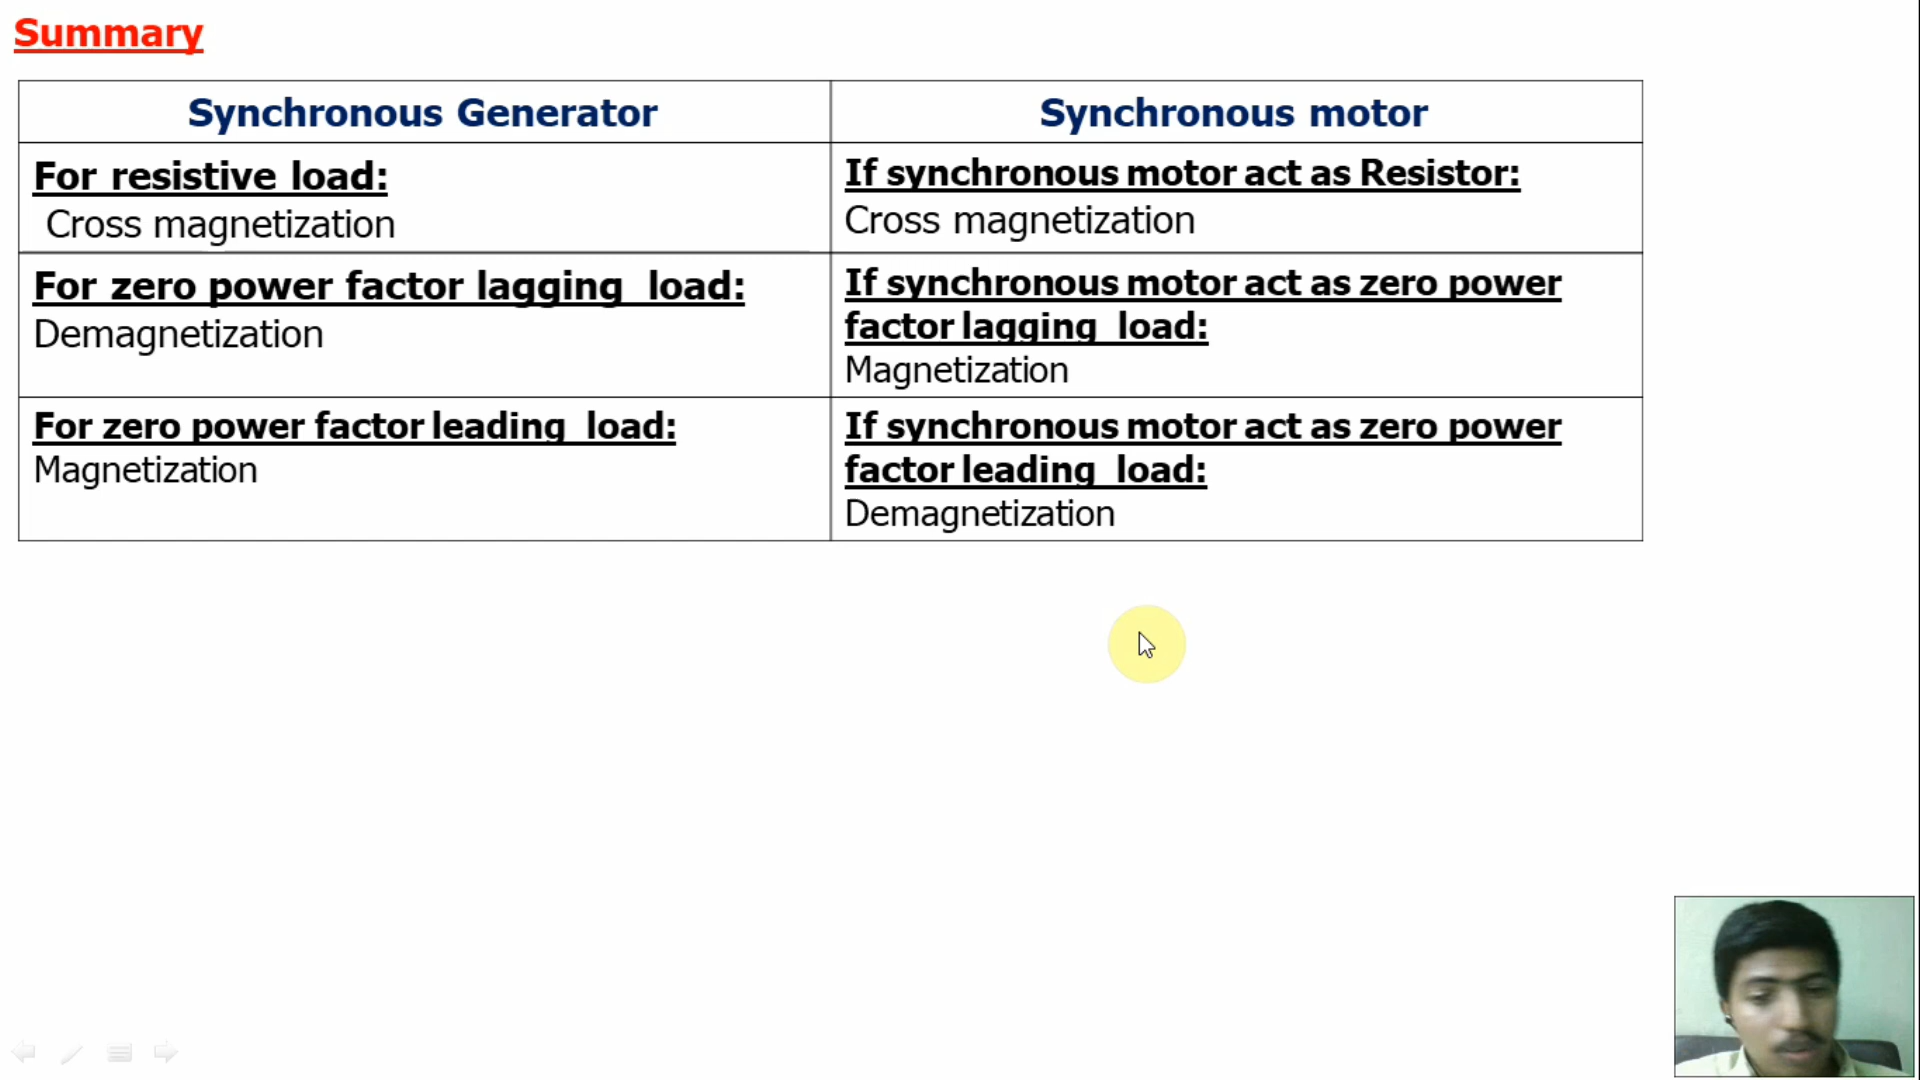 Summary
Synchronous Generator
Synchronous motor
For resistive load:
Cross magnetization
If synchronous motor act as Resistor:
Cross magnetization
For zero power factor lagging load:
Demagnetization
If synchronous motor act as zero power
factor lagging load:
Magnetization
For zero power factor leading load:
Magnetization
If synchronous motor act as zero power
factor leading load:
Demagnetization